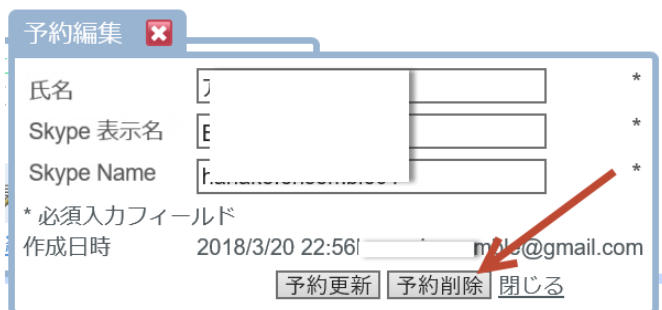 予約編集
氏名 *
Skype 表示名 *
Skype Name *
* 必須入力フィールド
作成日時 2018/3/20 22:56 mple@gmail.com
予約更新 予約削除 閉じる